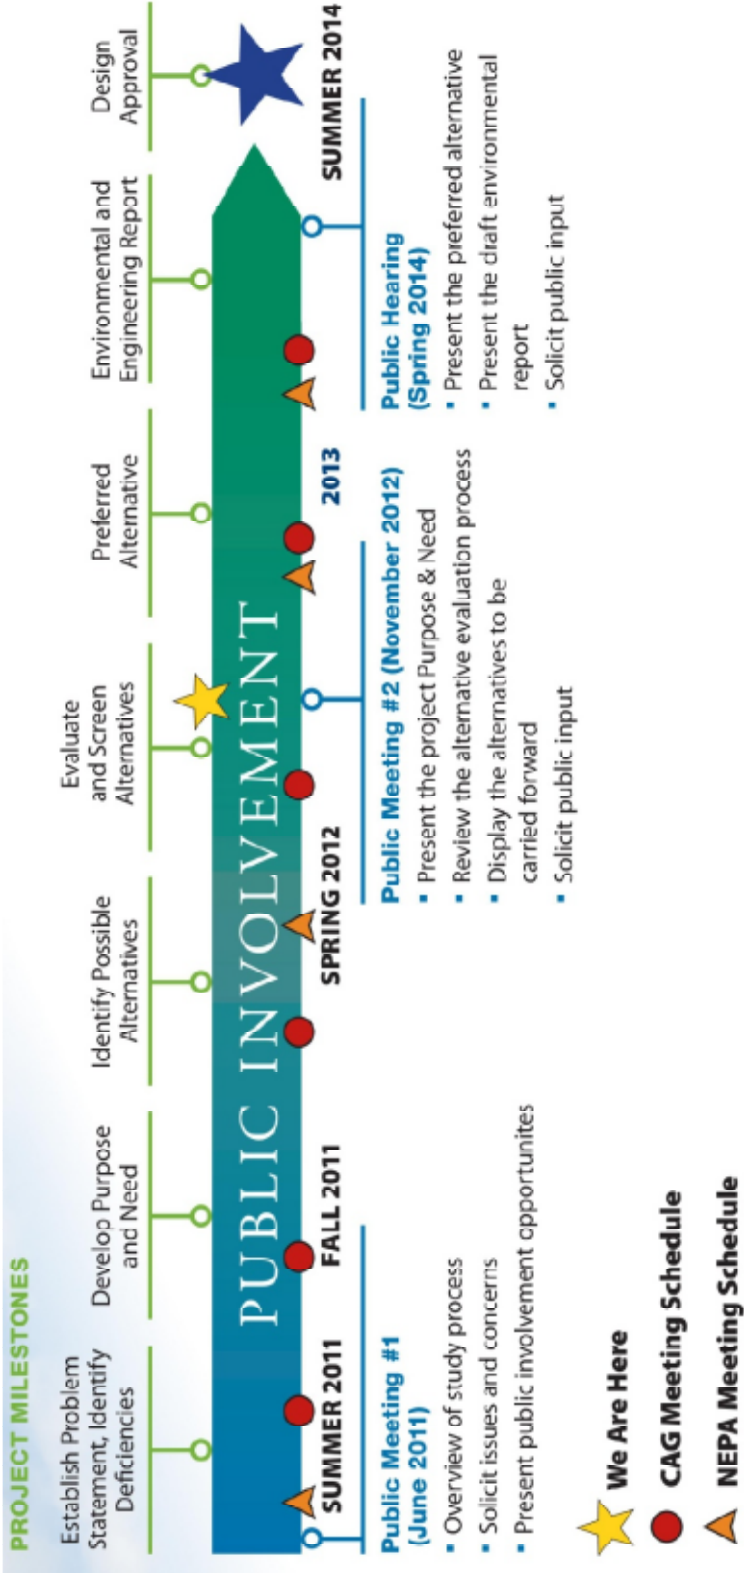 PROJECT MILESTONES
Establish Problem
Statement, Identify
Deficiencies
Develop Purpose
and Need
Identify Possible
Alternatives
Evaluate
and Screen
Alternatives
Preferred
Alternative
Environmental and
Engineering Report
Design
Approval
PUBLIC INVOLVEMENT
SUMMER 2011
FALL 2011
SPRING 2012
2013
SUMMER 2014
Public Meeting #1
(June 2011)
▪ Overview of study process
▪ Solicit issues and concerns
▪ Present public involvement opportunites
Public Meeting #2 (November 2012)
▪ Present the project Purpose & Need
▪ Review the alternative evaluation process
▪ Display the alternatives to be
carried forward
▪ Solicit public input
Public Hearing
(Spring 2014)
▪ Present the preferred alternative
▪ Present the draft environmental
report
▪ Solicit public input
We Are Here
CAG Meeting Schedule
NEPA Meeting Schedule